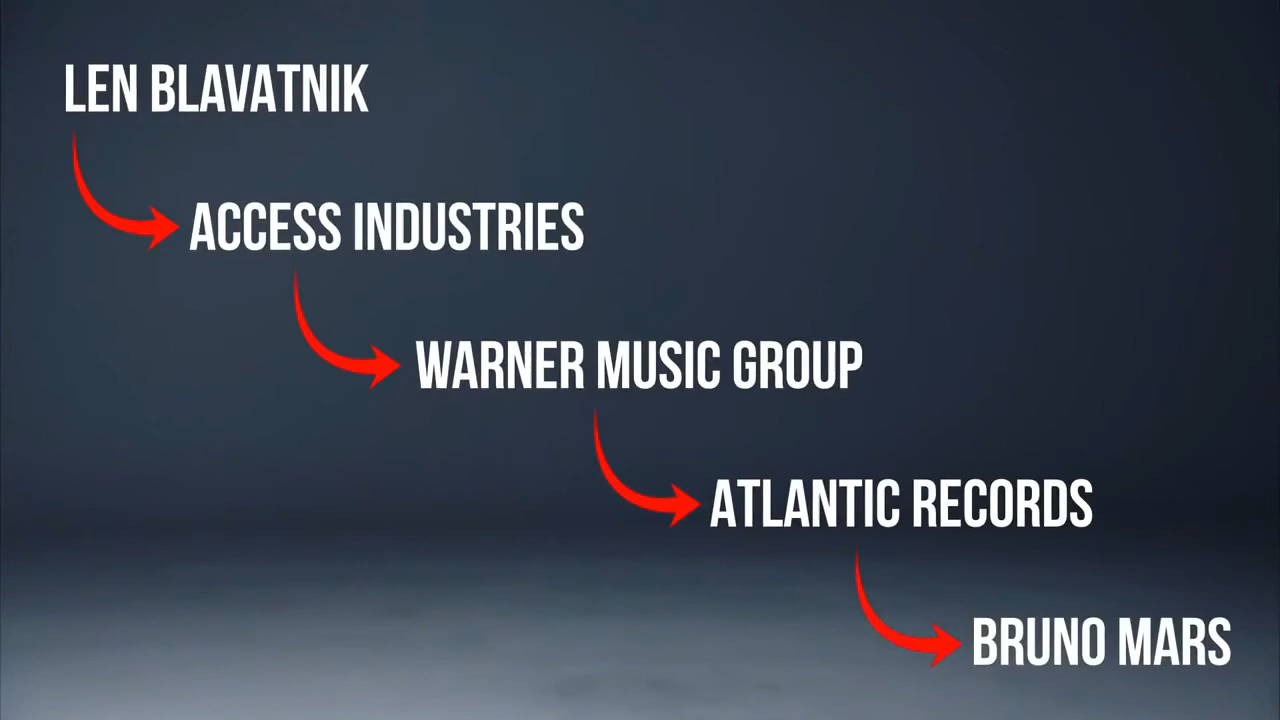 LEN BLAVATNIK
ACCESS INDUSTRIES
WARNER MUSIC GROUP
ATLANTIC RECORDS
BRUNO MARS